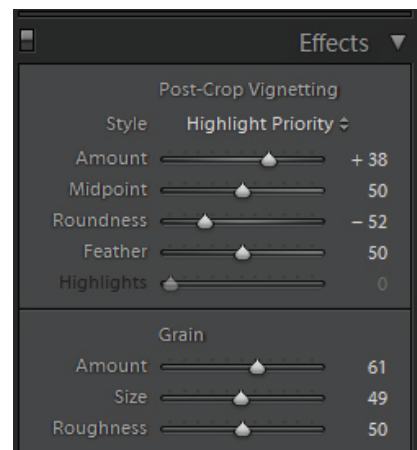 Effects
Post-Crop Vignetting
Style Highlight Priority
Amount + 38
Midpoint 50
Roundness – 52
Feather 50
Highlights 0
Grain
Amount 61
Size 49
Roughness 50